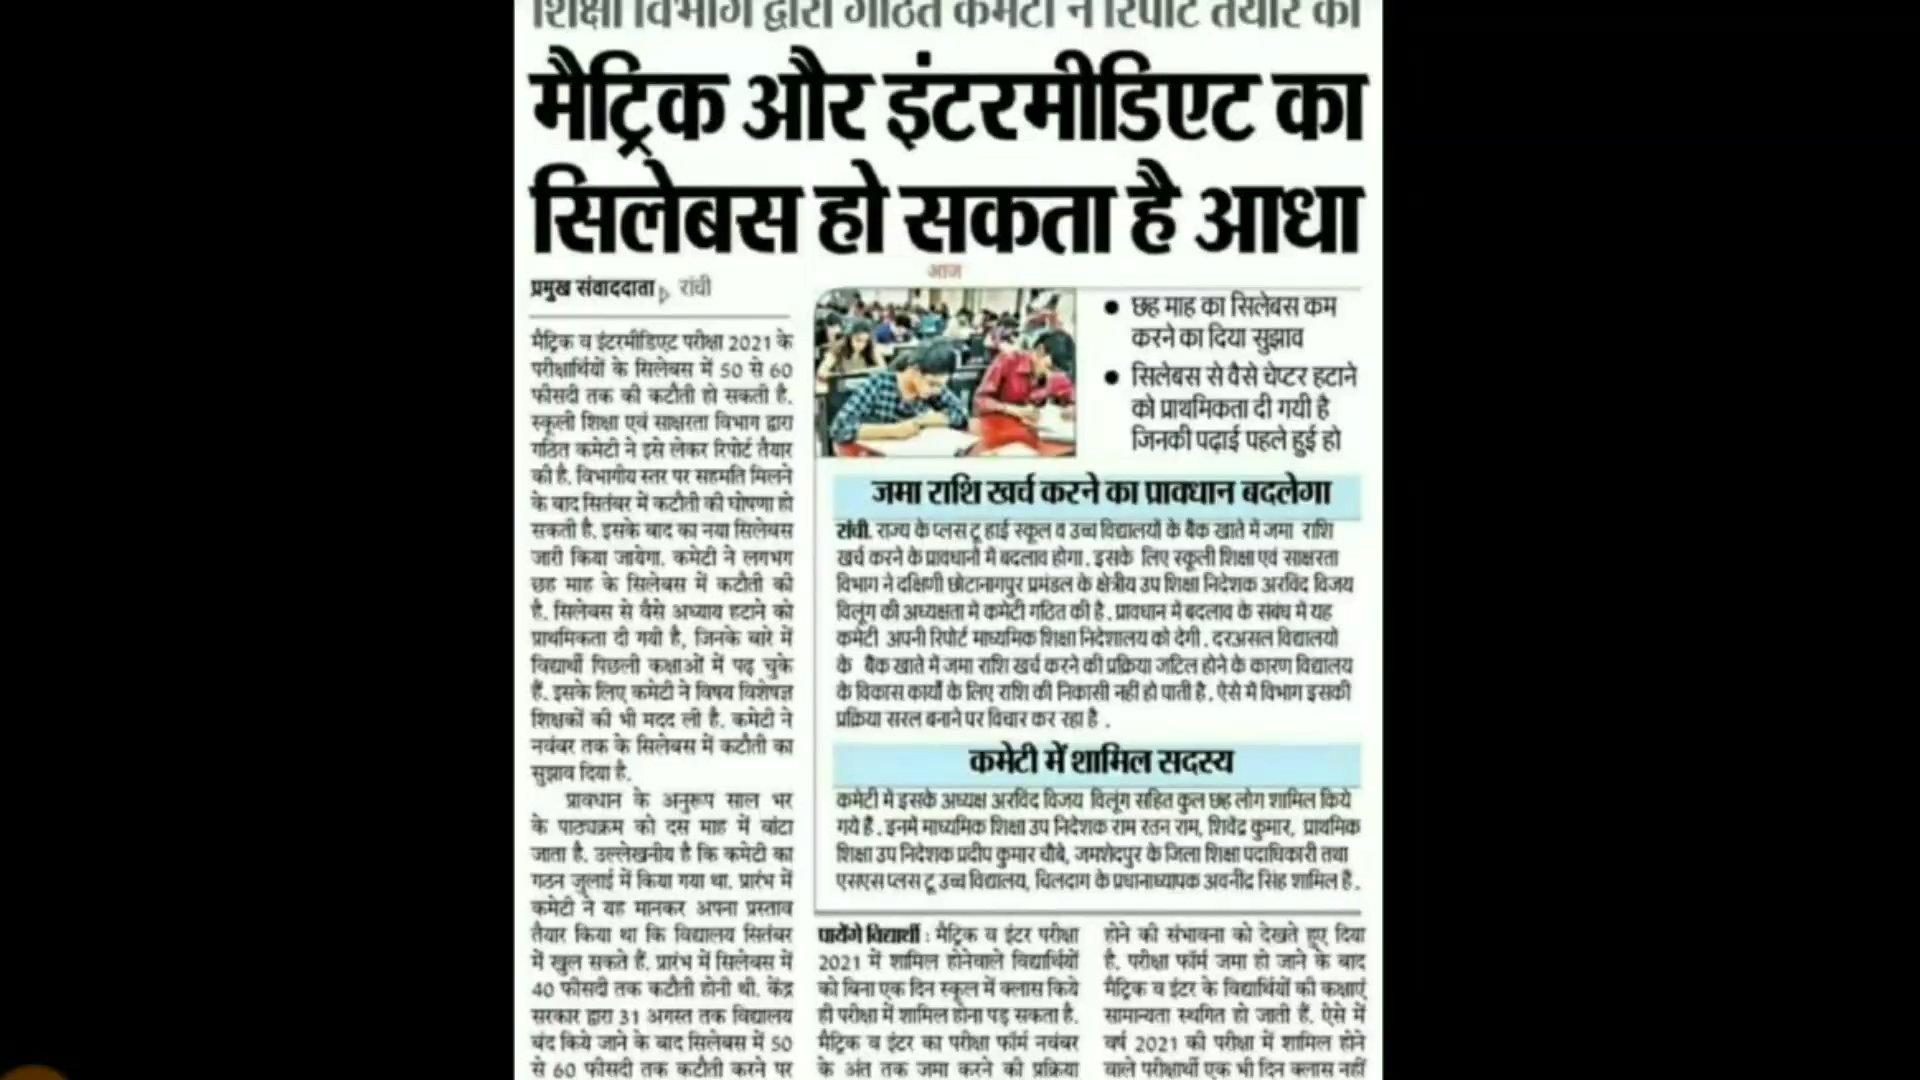 शिक्षा विभाग द्वारा गठित कमेटी ने रिपोर्ट तैयार की
मैट्रिक और इंटरमीडिएट का
सिलेबस हो सकता है आधा
प्रमुख संवाददाता, रांची
मैट्रिक व इंटरमीडिएट परीक्षा 2021 के
परीक्षार्थियों के सिलेबस में 50 से 60
फीसदी तक की कटौती हो सकती है.
स्कूली शिक्षा एवं साक्षरता विभाग द्वारा
गठित कमेटी ने इसे लेकर रिपोर्ट तैयार
की है. विभागीय स्तर पर सहमति मिलने
के बाद सितंबर में कटौती की घोषणा हो
सकती है. इसके बाद का नया सिलेबस
जारी किया जायेगा. कमेटी ने लगभग
छह माह के सिलेबस में कटौती की
है. सिलेबस से वैसे अध्याय हटाने को
प्राथमिकता दी गयी है, जिनके बारे में
विद्यार्थी पिछली कक्षाओं में पढ़ चुके
हैं. इसके लिए कमेटी ने विषय विशेषज्ञ
शिक्षकों की भी मदद ली है. कमेटी ने
नवंबर तक के सिलेबस में कटौती का
सुझाव दिया है.
प्रावधान के अनुरूप साल भर
के पाठ्यक्रम को दस माह में बांटा
जाता है. उल्लेखनीय है कि कमेटी का
गठन जुलाई में किया गया था. प्रारंभ में
कमेटी ने यह मानकर अपना प्रस्ताव
तैयार किया था कि विद्यालय सितंबर
में खुल सकते हैं. प्रारंभ में सिलेबस में
40 फीसदी तक कटौती होनी थी. केंद्र
सरकार द्वारा 31 अगस्त तक विद्यालय
बंद किये जाने के बाद सिलेबस में 50
से 60 फीसदी तक कटौती करने पर
आज
● छह माह का सिलेबस कम
करने का दिया सुझाव
● सिलेबस से वैसे चेप्टर हटाने
को प्राथमिकता दी गयी है
जिनकी पढ़ाई पहले हुई हो
जमा राशि खर्च करने का प्रावधान बदलेगा
रांची. राज्य के प्लस टू हाई स्कूल व उच्च विद्यालयों के बैंक खाते में जमा राशि
खर्च करने के प्रावधानों में बदलाव होगा. इसके लिए स्कूली शिक्षा एवं साक्षरता
विभाग ने दक्षिणी छोटानागपुर प्रमंडल के क्षेत्रीय उप शिक्षा निदेशक अरविंद विजय
विलुंग की अध्यक्षता में कमेटी गठित की है. प्रावधान में बदलाव के संबंध में यह
कमेटी अपनी रिपोर्ट माध्यमिक शिक्षा निदेशालय को देगी. दरअसल विद्यालयों
के बैंक खाते में जमा राशि खर्च करने की प्रक्रिया जटिल होने के कारण विद्यालय
के विकास कार्यों के लिए राशि की निकासी नहीं हो पाती है. ऐसे में विभाग इसकी
प्रक्रिया सरल बनाने पर विचार कर रहा है.
कमेटी में शामिल सदस्य
कमेटी में इसके अध्यक्ष अरविंद विजय विलुंग सहित कुल छह लोग शामिल किये
गये हैं. इनमें माध्यमिक शिक्षा उप निदेशक राम रतन राम, शिवेंद्र कुमार, प्राथमिक
शिक्षा उप निदेशक प्रदीप कुमार चौबे, जमशेदपुर के जिला शिक्षा पदाधिकारी तथा
एसएस प्लस टू उच्च विद्यालय, चिलदाग के प्रधानाध्यापक अवनींद्र सिंह शामिल हैं.
पायेंगे विद्यार्थी : मैट्रिक व इंटर परीक्षा
2021 में शामिल होनेवाले विद्यार्थियों
को बिना एक दिन स्कूल में क्लास किये
ही परीक्षा में शामिल होना पड़ सकता है.
मैट्रिक व इंटर का परीक्षा फॉर्म नवंबर
के अंत तक जमा करने की प्रक्रिया
होने की संभावना को देखते हुए दिया
है. परीक्षा फॉर्म जमा हो जाने के बाद
मैट्रिक व इंटर के विद्यार्थियों की कक्षाएं
सामान्यता स्थगित हो जाती हैं. ऐसे में
वर्ष 2021 की परीक्षा में शामिल होने
वाले परीक्षार्थी एक भी दिन क्लास नहीं